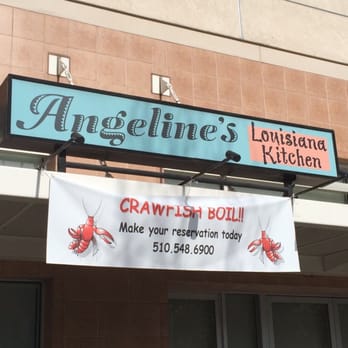 Angeline's
Louisiana
Kitchen
CRAWFISH BOIL!!
Make your reservation today
510.548.6900